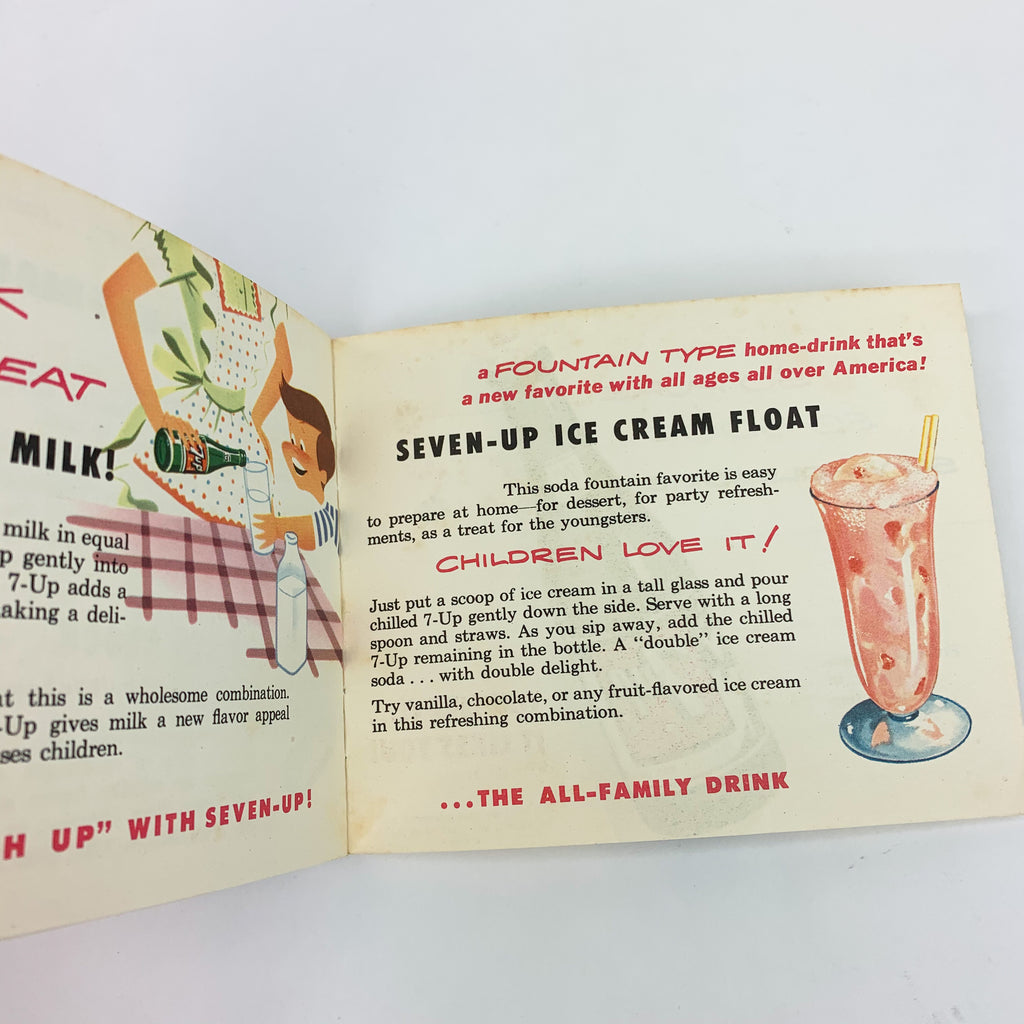 EAT
MILK!
milk in equal
gently into
7-Up adds a
deli-
this is a wholesome combination.
gives milk a new flavor appeal
children.
UP" WITH SEVEN-UP!
7up
a FOUNTAIN TYPE home-drink that's
a new favorite with all ages all over America!
SEVEN-UP ICE CREAM FLOAT
This soda fountain favorite is easy
to prepare at home—for dessert, for party refresh-
ments, as a treat for the youngsters.
CHILDREN LOVE IT!
Just put a scoop of ice cream in a tall glass and pour
chilled 7-Up gently down the side. Serve with a long
spoon and straws. As you sip away, add the chilled
7-Up remaining in the bottle. A "double" ice cream
soda . . . with double delight.
Try vanilla, chocolate, or any fruit-flavored ice cream
in this refreshing combination.
...THE ALL-FAMILY DRINK